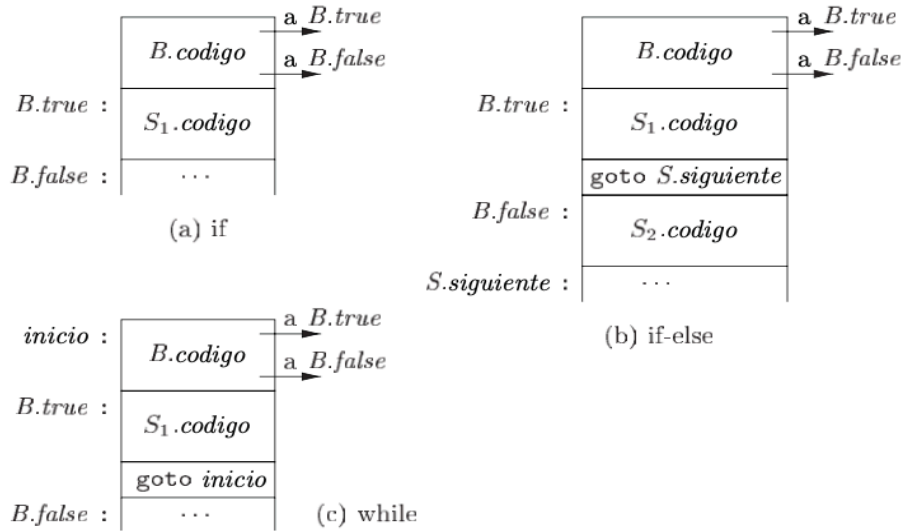 a B.true
B.codigo
a B.false
B.true :
S₁.codigo
B.false :
...
(a) if
a B.true
B.codigo
a B.false
B.true :
S₁.codigo
goto S.siguiente
B.false :
S₂.codigo
S.siguiente :
...
(b) if-else
inicio :
a B.true
B.codigo
a B.false
B.true :
S₁.codigo
goto inicio
B.false :
...
(c) while